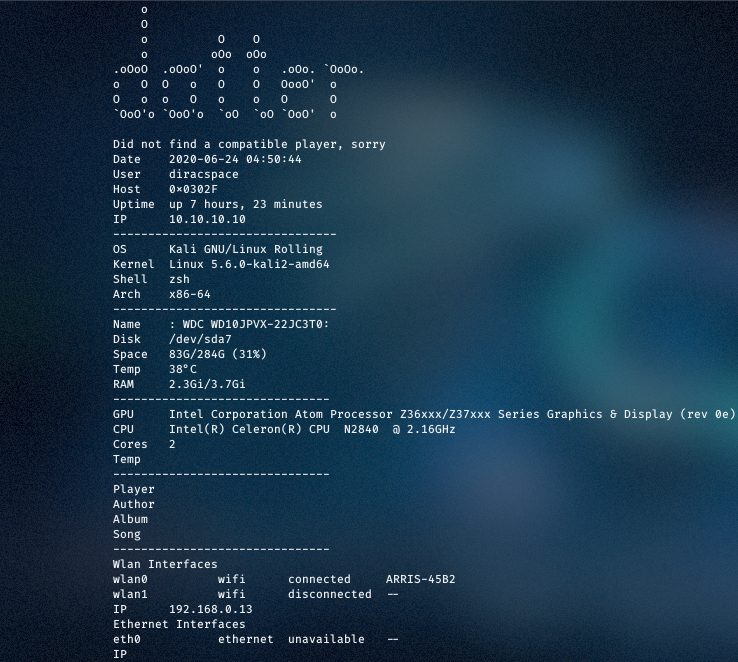 o
                O
                o          O    O
                o         oOo  oOo
            .oOoO  .oOoO'  o    o   .oOo. `OoOo.
            o   O  O   o   O    O   OooO'  o
            O   o  o   O   o    o   O      O
            `OoO'o `OoO'o  `oO  `oO `OoO'  o
Did not find a compatible player, sorry
Date    2020-06-24 04:50:44
User    diracspace
Host    0×0302F
Uptime  up 7 hours, 23 minutes
IP      10.10.10.10
--------------------------------
OS      Kali GNU/Linux Rolling
Kernel  Linux 5.6.0-kali2-amd64
Shell   zsh
Arch    x86-64
--------------------------------
Name    : WDC WD10JPVX-22JC3T0:
Disk    /dev/sda7
Space   83G/284G (31%)
Temp    38°C
RAM     2.3Gi/3.7Gi
-------------------------------
GPU     Intel Corporation Atom Processor Z36xxx/Z37xxx Series Graphics & Display (rev 0e)
CPU     Intel(R) Celeron(R) CPU  N2840  @ 2.16GHz
Cores   2
Temp
-------------------------------
Player
Author
Album
Song
-------------------------------
Wlan Interfaces
wlan0          wifi      connected     ARRIS-45B2
wlan1          wifi      disconnected  --
IP      192.168.0.13
Ethernet Interfaces
eth0           ethernet  unavailable   --
IP